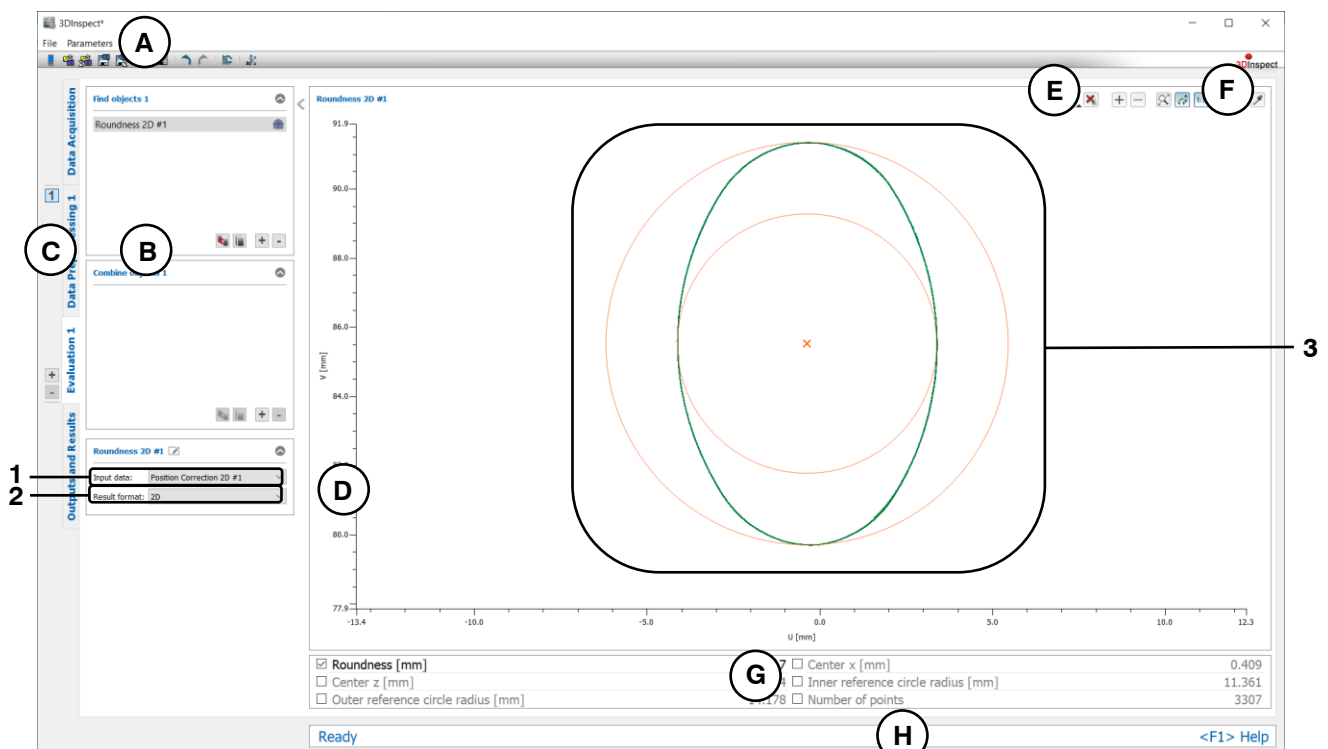 3DInspect*
File Parameters
A
3DInspect
Find objects 1
Roundness 2D #1
E
F
Roundness 2D #1
91.9
90.0
88.0
86.0
84.0
80.0
77.9
V [mm]
-13.4 -10.0 -5.0 0.0 5.0 10.0 12.3
U [mm]
Data Acquisition
1
C
B
Combine objects 1
Evaluation 1
+
-
Outputs and Results
+ -
+ -
Roundness 2D #1
1
Input data: Position Correction 2D #1
2
Result format: 2D
D
3
Roundness [mm] 7 Center x [mm] 0.409
G
Center z [mm] 4 Inner reference circle radius [mm] 11.361
Outer reference circle radius [mm] Number of points 3307
Ready
H
<F1> Help